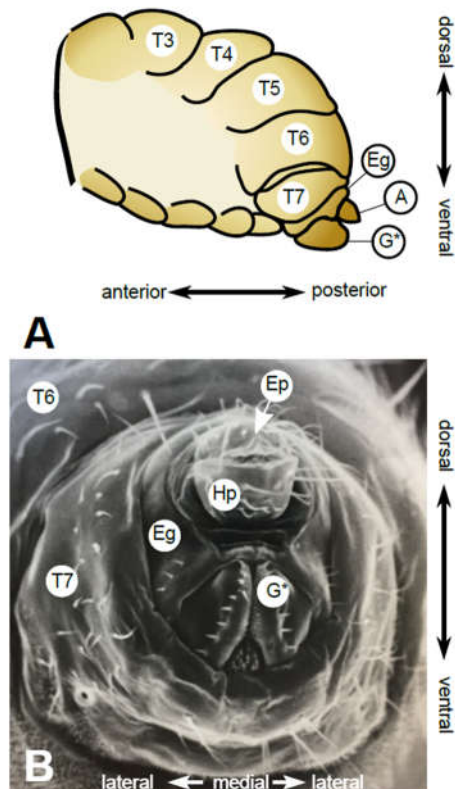 T3
T4
T5
T6
Eg
T7
A
G*
dorsal
ventral
anterior posterior
A
T6
Ep
Hp
Eg
T7
G*
dorsal
ventral
B
lateral medial lateral